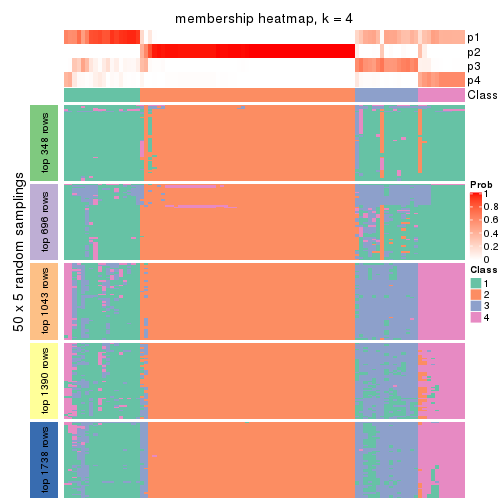 membership heatmap, k = 4
p1
p2
p3
p4
Class
50 x 5 random samplings
top 348 rows
top 696 rows
top 1043 rows
top 1390 rows
top 1738 rows
Prob
1
0.8
0.6
0.4
0.2
0
Class
1
2
3
4